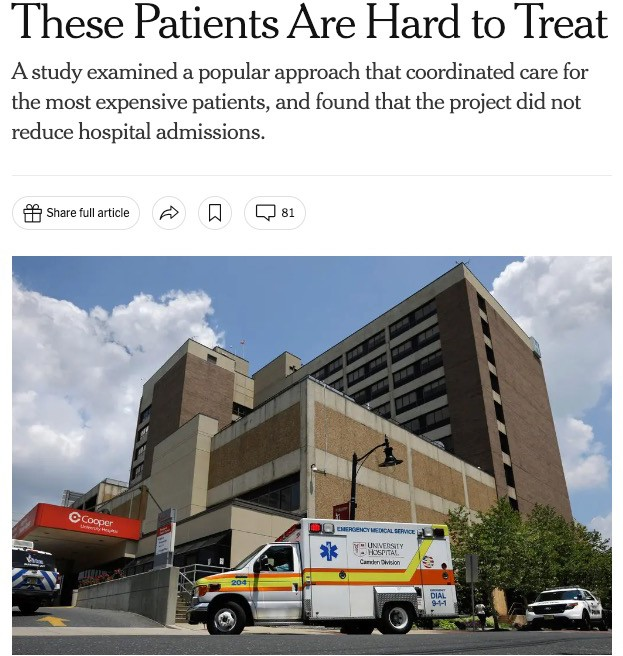 These Patients Are Hard to Treat
A study examined a popular approach that coordinated care for
the most expensive patients, and found that the project did not
reduce hospital admissions.
Share full article
81
Cooper
University Hospital
EMERGENCY MEDICAL SERVICE
UNIVERSITY
HOSPITAL
Camden Division
204
DIAL
9-1-1